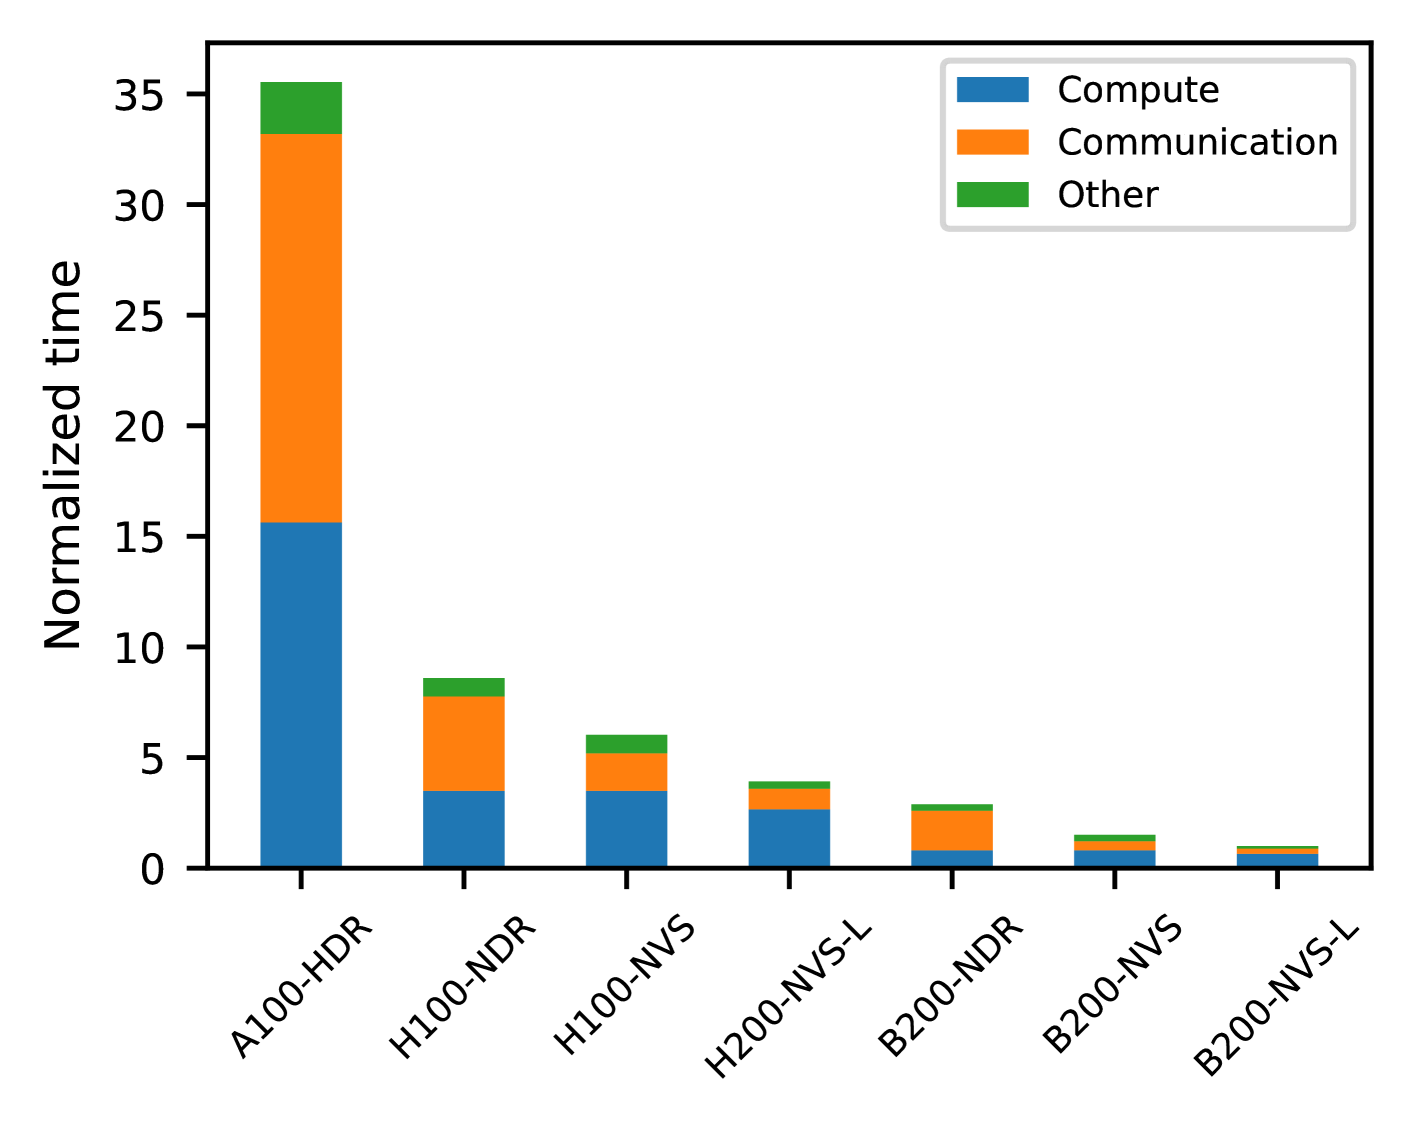 Normalized time
35
30
25
20
15
10
5
0
Compute
Communication
Other
A100-HDR
H100-NDR
H100-NVS
H200-NVS-L
B200-NDR
B200-NVS
B200-NVS-L